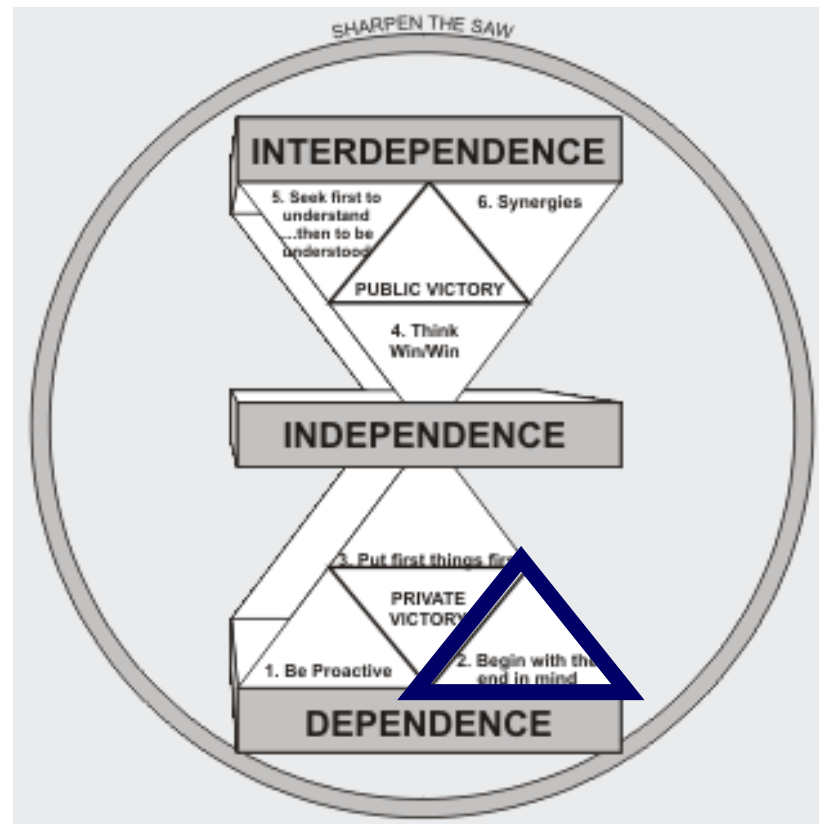 SHARPEN THE SAW
INTERDEPENDENCE
5. Seek first to
understand
....then to be
understood
6. Synergies
PUBLIC VICTORY
4. Think
Win/Win
INDEPENDENCE
3. Put first things first
PRIVATE
VICTORY
1. Be Proactive
2. Begin with the
end in mind
DEPENDENCE